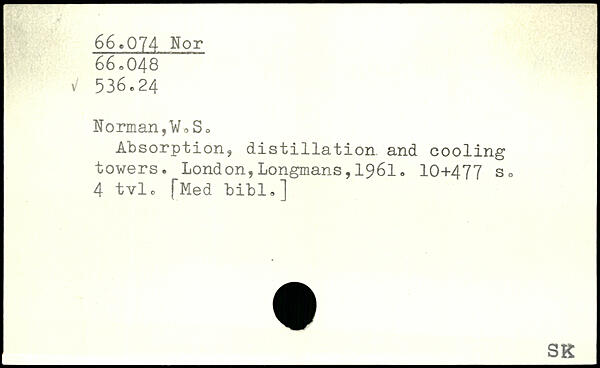 66.074 Nor
66.048
√ 536.24
Norman,W.S.
Absorption, distillation and cooling
towers. London,Longmans,1961. 10+477 s.
4 tvl. [Med bibl.]
SK